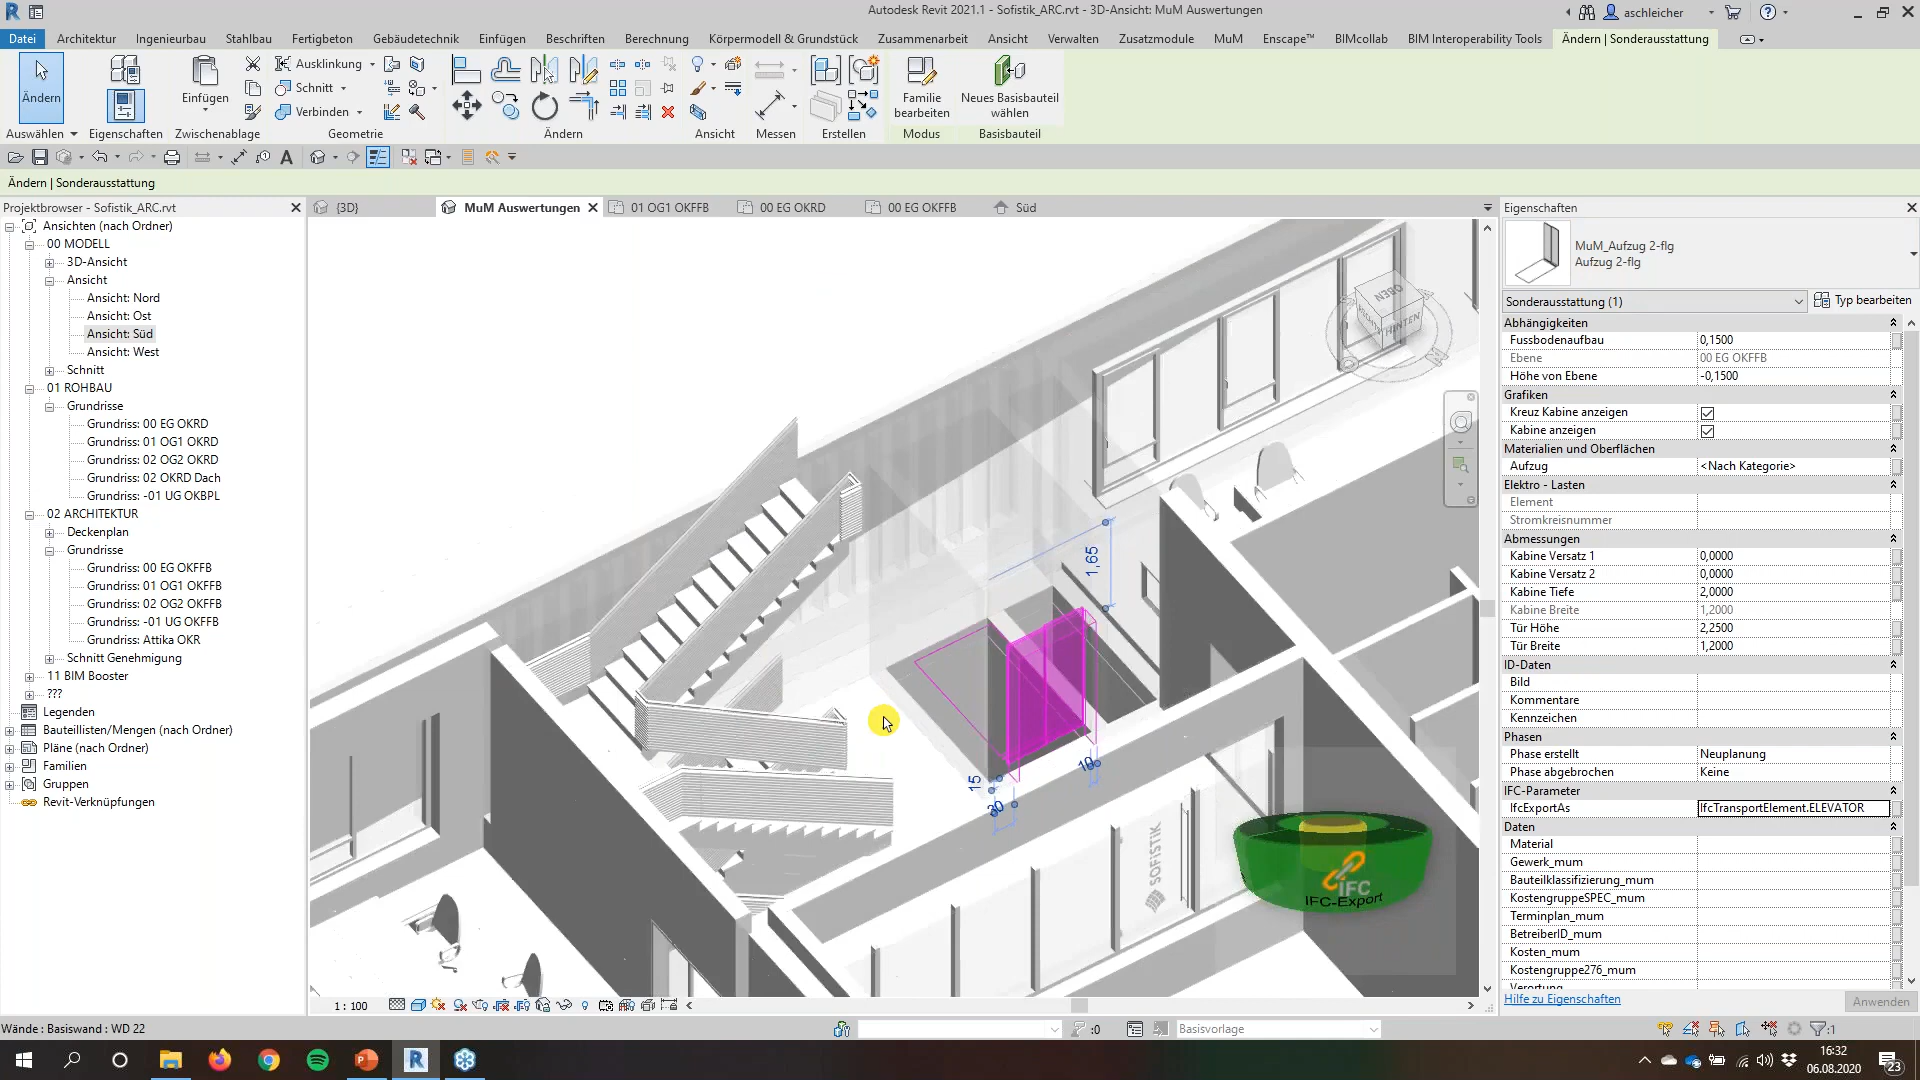 Autodesk Revit 2021.1 - Sofistik_ARC.rvt - 3D-Ansicht: MuM Auswertungen
aschleicher
Datei Architektur Ingenieurbau Stahlbau Fertigbeton Gebäudetechnik Einfügen Beschriften Berechnung Körpermodell & Grundstück Zusammenarbeit Ansicht Verwalten Zusatzmodule MuM Enscape™ BIMcollab BIM Interoperability Tools Ändern | Sonderausstattung
Ändern
Einfügen
Ausklinkung
Schnitt
Verbinden
Familie bearbeiten
Neues Basisbauteil wählen
Auswählen Eigenschaften Zwischenablage Geometrie Ändern Ansicht Messen Erstellen Modus Basisbauteil
Ändern | Sonderausstattung
Projektbrowser - Sofistik_ARC.rvt
Ansichten (nach Ordner)
00 MODELL
3D-Ansicht
Ansicht
Ansicht: Nord
Ansicht: Ost
Ansicht: Süd
Ansicht: West
Schnitt
01 ROHBAU
Grundrisse
Grundriss: 00 EG OKRD
Grundriss: 01 OG1 OKRD
Grundriss: 02 OG2 OKRD
Grundriss: 02 OKRD Dach
Grundriss: -01 UG OKBPL
02 ARCHITEKTUR
Deckenplan
Grundrisse
Grundriss: 00 EG OKFFB
Grundriss: 01 OG1 OKFFB
Grundriss: 02 OG2 OKFFB
Grundriss: -01 UG OKFFB
Grundriss: Attika OKR
Schnitt Genehmigung
11 BIM Booster
???
Legenden
Bauteillisten/Mengen (nach Ordner)
Pläne (nach Ordner)
Familien
Gruppen
Revit-Verknüpfungen
{3D} MuM Auswertungen 01 OG1 OKFFB 00 EG OKRD 00 EG OKFFB Süd
OBEN
RECHTS
HINTEN
1,65
15
30
10
SOFiSTiK
IFC
IFC-Export
1 : 100
Eigenschaften
MuM_Aufzug 2-flg
Aufzug 2-flg
Sonderausstattung (1) Typ bearbeiten
Abhängigkeiten
Fussbodenaufbau 0,1500
Ebene 00 EG OKFFB
Höhe von Ebene -0,1500
Grafiken
Kreuz Kabine anzeigen
Kabine anzeigen
Materialien und Oberflächen
Aufzug <Nach Kategorie>
Elektro - Lasten
Element
Stromkreisnummer
Abmessungen
Kabine Versatz 1 0,0000
Kabine Versatz 2 0,0000
Kabine Tiefe 2,0000
Kabine Breite 1,2000
Tür Höhe 2,2500
Tür Breite 1,2000
ID-Daten
Bild
Kommentare
Kennzeichen
Phasen
Phase erstellt Neuplanung
Phase abgebrochen Keine
IFC-Parameter
IfcExportAs IfcTransportElement.ELEVATOR
Daten
Material
Gewerk_mum
Bauteilklassifizierung_mum
KostengruppeSPEC_mum
Terminplan_mum
BetreiberID_mum
Kosten_mum
Kostengruppe276_mum
Verortung
Hilfe zu Eigenschaften Anwenden
Wände : Basiswand : WD 22
:0
Basisvorlage
:1
16:32
06.08.2020
23